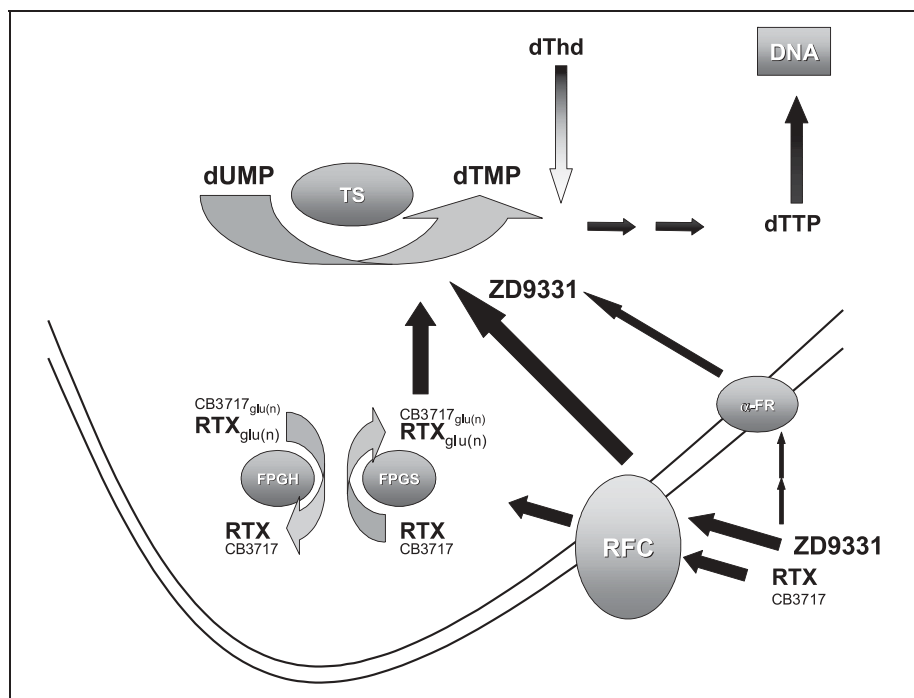 dThd
DNA
dUMP
TS
dTMP
dTTP
ZD9331
α-FR
CB3717glu(n)
RTXglu(n)
CB3717glu(n)
RTXglu(n)
FPGH
FPGS
RTX
CB3717
RTX
CB3717
RFC
ZD9331
RTX
CB3717